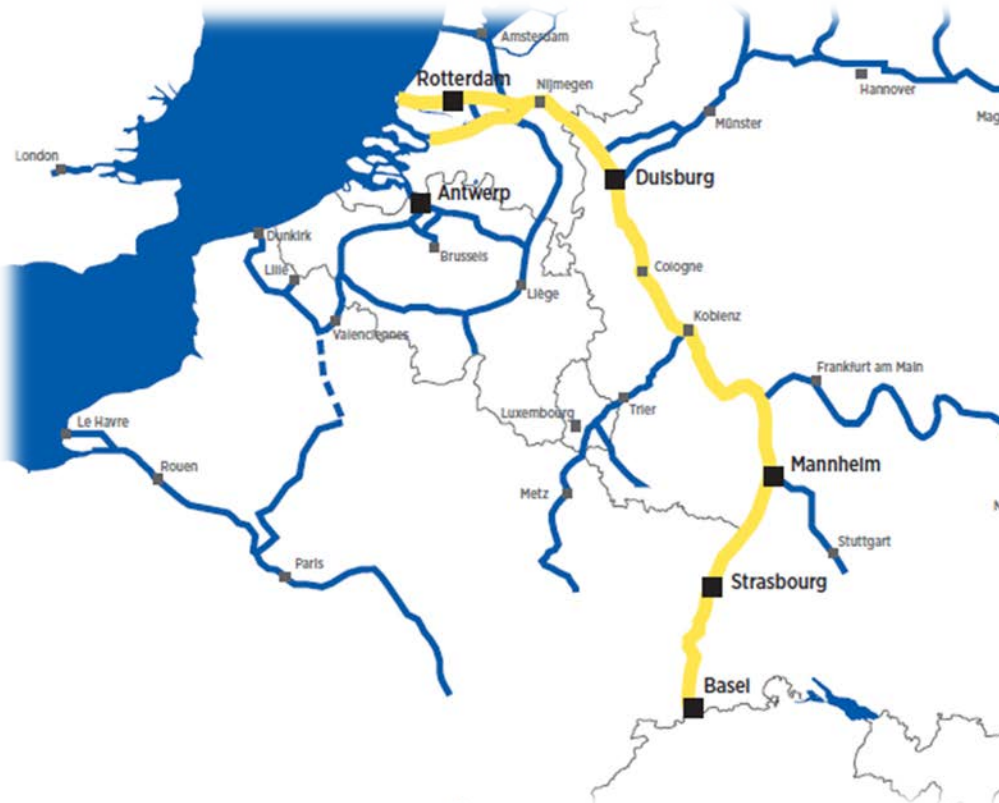 Amsterdam
Rotterdam
Nijmegen
Hannover
Münster
Mag
London
Duisburg
Antwerp
Dunkirk
Brussels
Lille
Cologne
Liège
Koblenz
Valenciennes
Frankfurt am Main
Luxembourg
Trier
Le Havre
Rouen
Mannheim
Metz
N
Stuttgart
Paris
Strasbourg
Basel